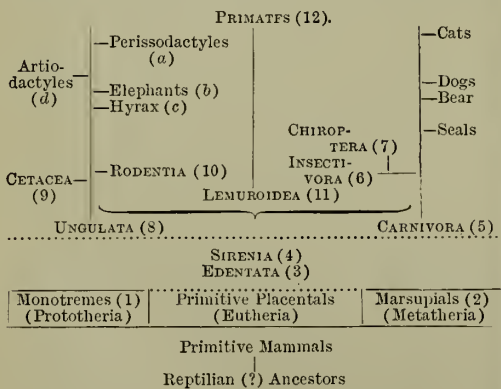 PRIMATFS (12).
—Perissodactyles
(a)
Artio-
dactyles
(d)
—Elephants (b)
—Hyrax (c)
—Cats
—Dogs
—Bear
—Seals
CHIROP-
TERA (7)
INSECTI-
VORA (6)
CETACEA—
(9)
—RODENTIA (10)
LEMUROIDEA (11)
UNGULATA (8)
CARNIVORA (5)
SIRENIA (4)
EDENTATA (3)
Monotremes (1)
(Prototheria)
Primitive Placentals
(Eutheria)
Marsupials (2)
(Metatheria)
Primitive Mammals
Reptilian (?) Ancestors